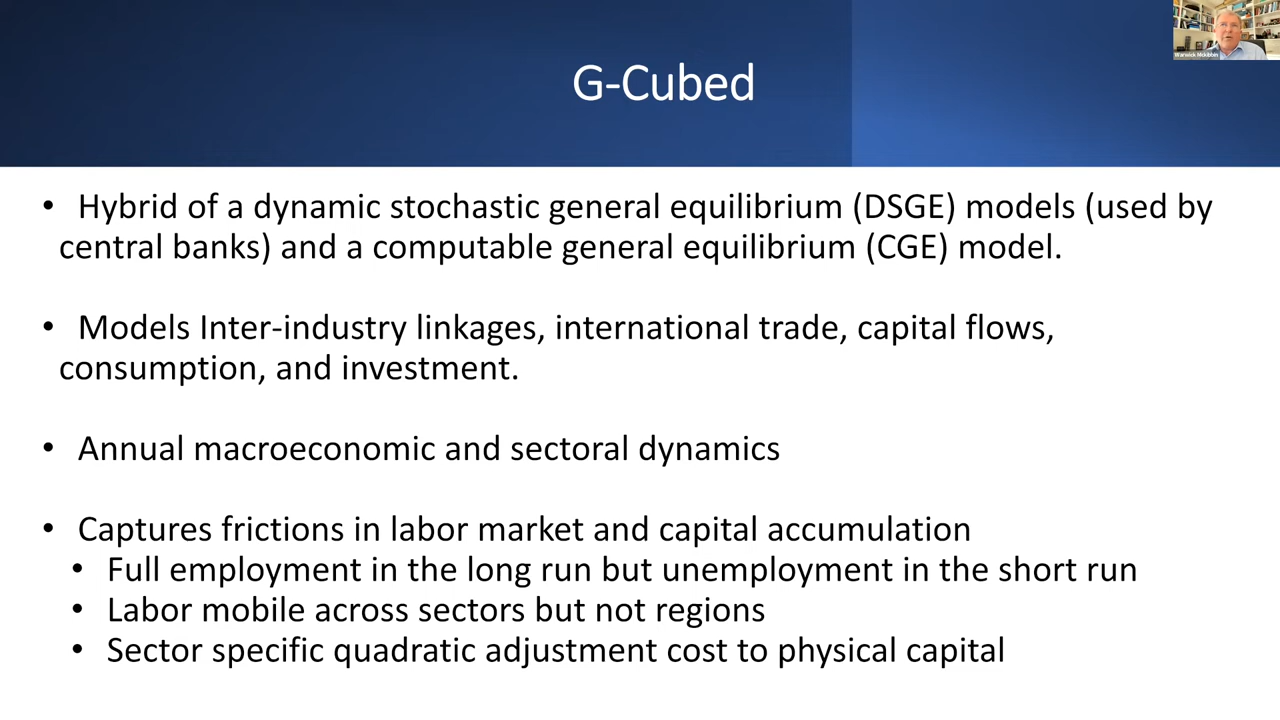 Warwick McKibbin
G-Cubed
• Hybrid of a dynamic stochastic general equilibrium (DSGE) models (used by
central banks) and a computable general equilibrium (CGE) model.
• Models Inter-industry linkages, international trade, capital flows,
consumption, and investment.
• Annual macroeconomic and sectoral dynamics
• Captures frictions in labor market and capital accumulation
• Full employment in the long run but unemployment in the short run
• Labor mobile across sectors but not regions
• Sector specific quadratic adjustment cost to physical capital